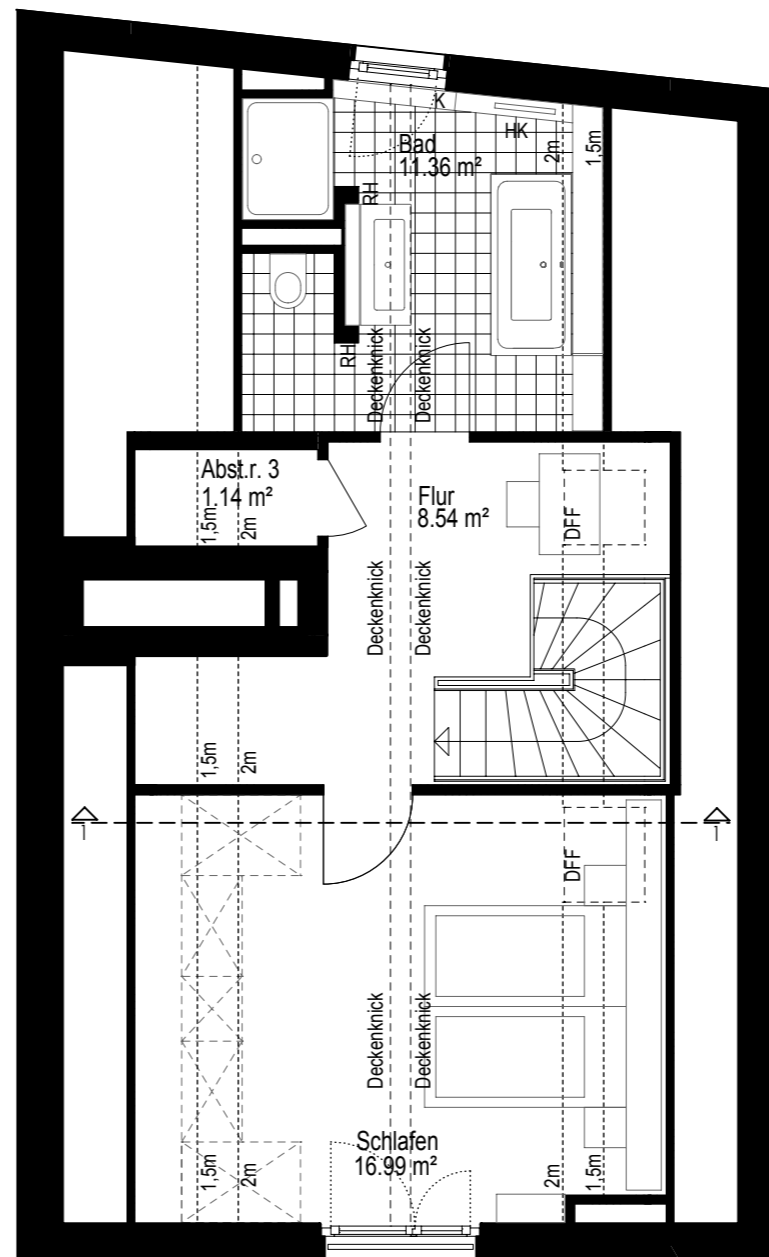 K
HK
Bad
11.36 m²
2m
1,5m
RH
RH
Deckenknick
Deckenknick
Abst.r. 3
1.14 m²
1,5m
2m
Flur
8.54 m²
DFF
Deckenknick
Deckenknick
1,5m
2m
1
1
DFF
Deckenknick
Deckenknick
Schlafen
16.99 m²
1,5m
2m
2m
1,5m